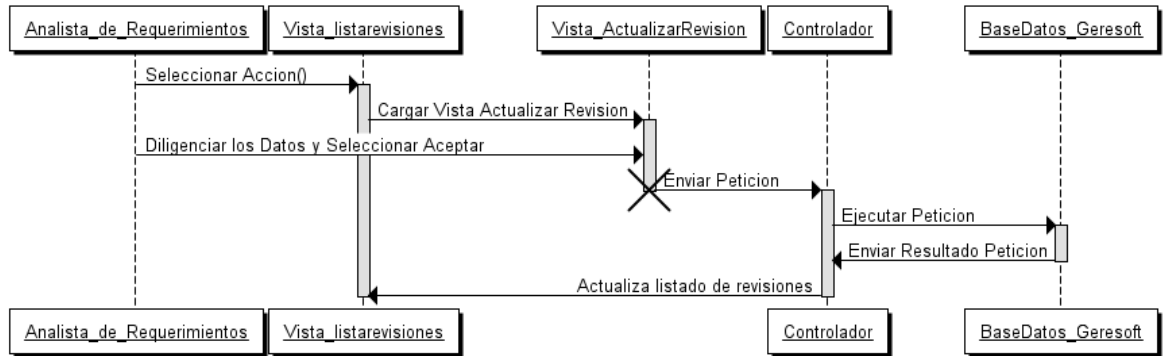 Analista_de_Requerimientos Vista_listarevisiones Vista_ActualizarRevision Controlador BaseDatos_Geresoft
Seleccionar Accion()
Cargar Vista Actualizar Revision
Diligenciar los Datos y Seleccionar Aceptar
Enviar Peticion
Ejecutar Peticion
Enviar Resultado Peticion
Actualiza listado de revisiones
Analista_de_Requerimientos Vista_listarevisiones Controlador BaseDatos_Geresoft